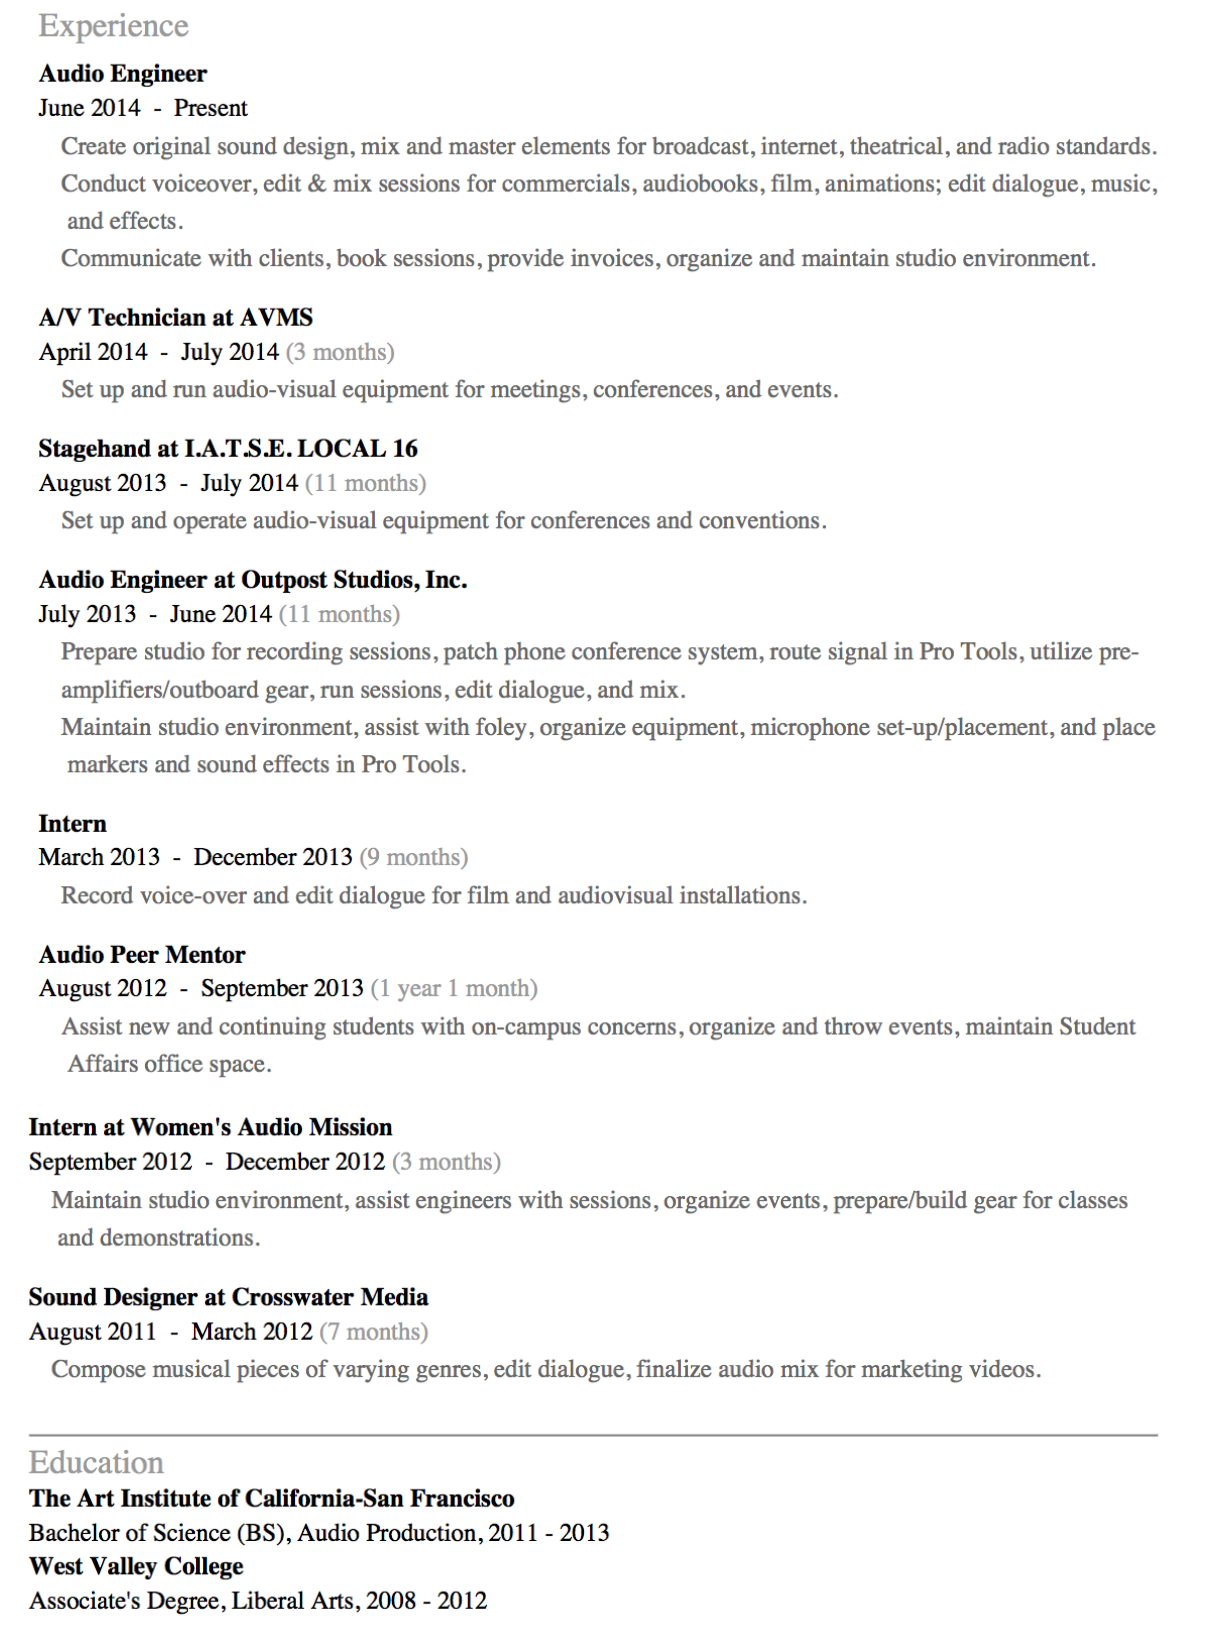 Experience
Audio Engineer
June 2014 - Present
Create original sound design, mix and master elements for broadcast, internet, theatrical, and radio standards.
Conduct voiceover, edit & mix sessions for commercials, audiobooks, film, animations; edit dialogue, music,
and effects.
Communicate with clients, book sessions, provide invoices, organize and maintain studio environment.
A/V Technician at AVMS
April 2014 - July 2014 (3 months)
Set up and run audio-visual equipment for meetings, conferences, and events.
Stagehand at I.A.T.S.E. LOCAL 16
August 2013 - July 2014 (11 months)
Set up and operate audio-visual equipment for conferences and conventions.
Audio Engineer at Outpost Studios, Inc.
July 2013 - June 2014 (11 months)
Prepare studio for recording sessions, patch phone conference system, route signal in Pro Tools, utilize pre-
amplifiers/outboard gear, run sessions, edit dialogue, and mix.
Maintain studio environment, assist with foley, organize equipment, microphone set-up/placement, and place
markers and sound effects in Pro Tools.
Intern
March 2013 - December 2013 (9 months)
Record voice-over and edit dialogue for film and audiovisual installations.
Audio Peer Mentor
August 2012 - September 2013 (1 year 1 month)
Assist new and continuing students with on-campus concerns, organize and throw events, maintain Student
Affairs office space.
Intern at Women's Audio Mission
September 2012 - December 2012 (3 months)
Maintain studio environment, assist engineers with sessions, organize events, prepare/build gear for classes
and demonstrations.
Sound Designer at Crosswater Media
August 2011 - March 2012 (7 months)
Compose musical pieces of varying genres, edit dialogue, finalize audio mix for marketing videos.
Education
The Art Institute of California-San Francisco
Bachelor of Science (BS), Audio Production, 2011 - 2013
West Valley College
Associate's Degree, Liberal Arts, 2008 - 2012